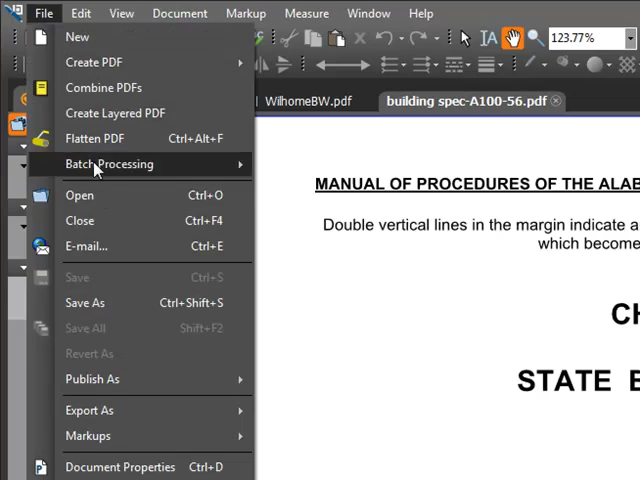 File Edit View Document Markup Measure Window Help
New
123.77%
Create PDF
Combine PDFs
WilhomeBW.pdf building spec-A100-56.pdf
Create Layered PDF
Flatten PDF Ctrl+Alt+F
Batch Processing
MANUAL OF PROCEDURES OF THE ALAB
Open Ctrl+O
Close Ctrl+F4
Double vertical lines in the margin indicate a
which become
E-mail... Ctrl+E
Save Ctrl+S
Save As Ctrl+Shift+S
CH
Save All Shift+F2
Revert As
Publish As
STATE B
Export As
Markups
Document Properties Ctrl+D